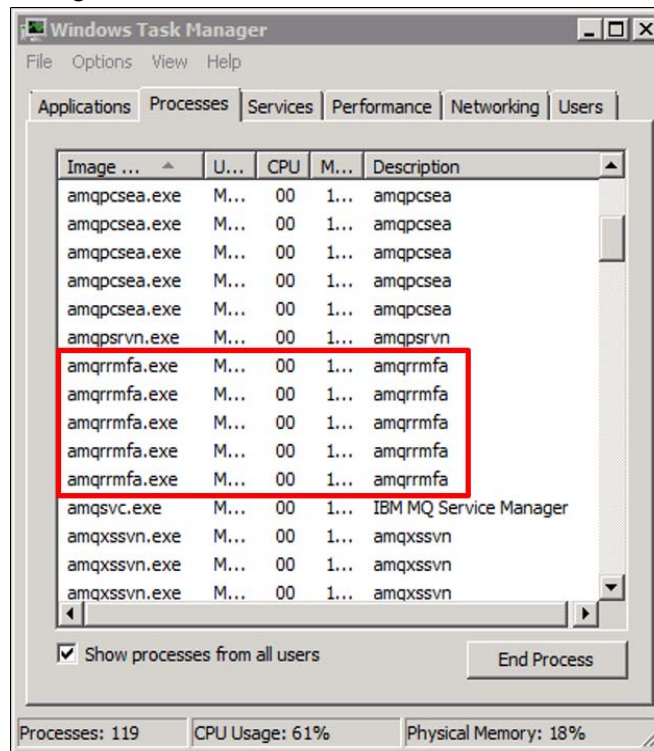 Windows Task Manager
File Options View Help
Applications Processes Services Performance Networking Users
Image ... U... CPU M... Description
amqpcsea.exe M... 00 1... amqpcsea
amqpcsea.exe M... 00 1... amqpcsea
amqpcsea.exe M... 00 1... amqpcsea
amqpcsea.exe M... 00 1... amqpcsea
amqpcsea.exe M... 00 1... amqpcsea
amqpsrvn.exe M... 00 1... amqpsrvn
amqrrmfa.exe M... 00 1... amqrrmfa
amqrrmfa.exe M... 00 1... amqrrmfa
amqrrmfa.exe M... 00 1... amqrrmfa
amqrrmfa.exe M... 00 1... amqrrmfa
amqrrmfa.exe M... 00 1... amqrrmfa
amqsvc.exe M... 00 1... IBM MQ Service Manager
amqxssvn.exe M... 00 1... amqxssvn
amqxssvn.exe M... 00 1... amqxssvn
amqxssvn.exe M... 00 1... amqxssvn
Show processes from all users End Process
Processes: 119 CPU Usage: 61% Physical Memory: 18%